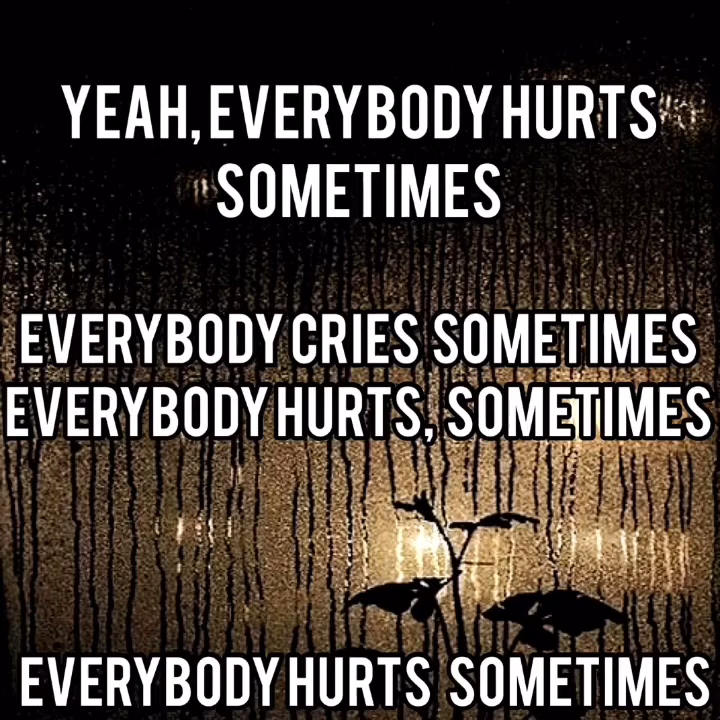 YEAH, EVERYBODY HURTS
SOMETIMES
EVERYBODY CRIES SOMETIMES
EVERYBODY HURTS, SOMETIMES
EVERYBODY HURTS SOMETIMES